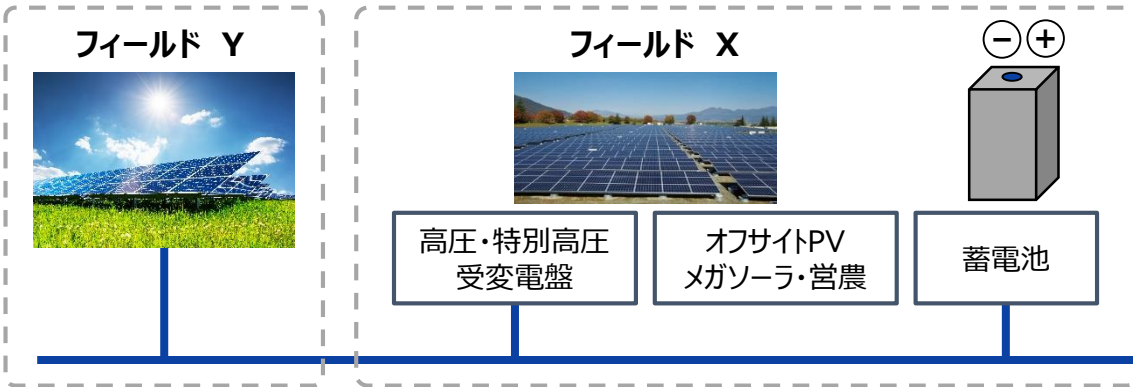 フィールド Y
フィールド X
− +
高圧・特別高圧
受変電盤
オフサイトPV
メガソーラ・営農
蓄電池